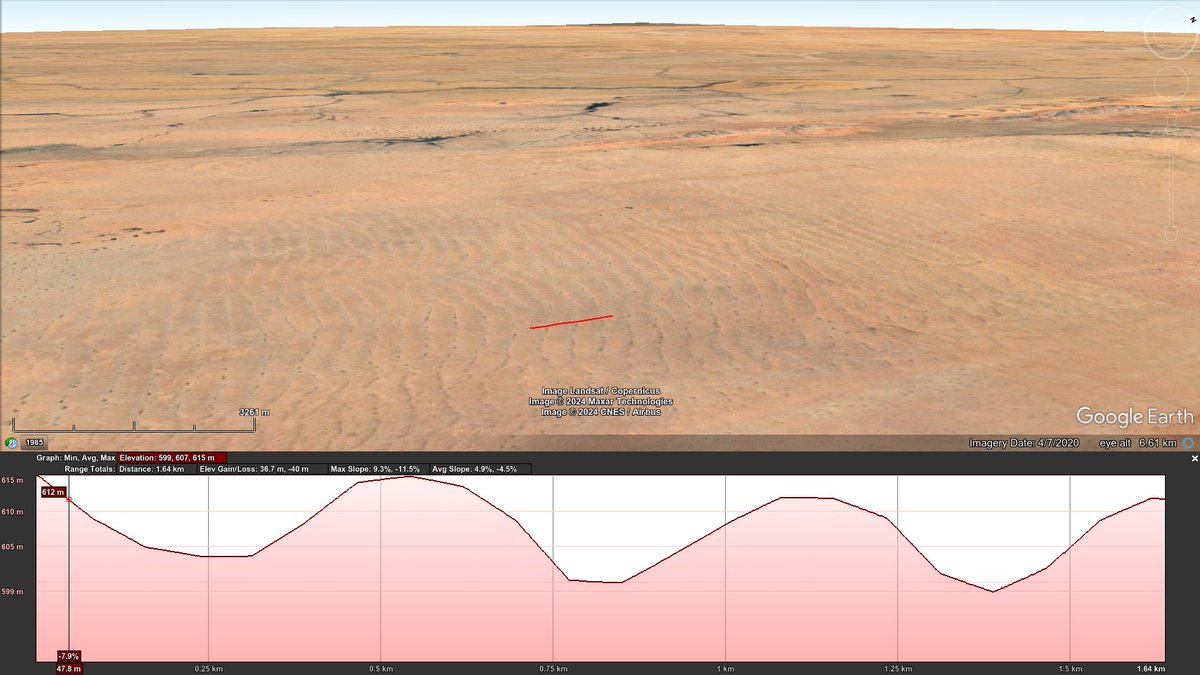 N
3261 m
Image Landsat / Copernicus
Image © 2024 Maxar Technologies
Image © 2024 CNES / Airbus
Google Earth
1985
Imagery Date: 4/7/2020 eye alt 6.61 km
Graph: Min, Avg, Max Elevation: 599, 607, 615 m
Range Totals: Distance: 1.64 km Elev Gain/Loss: 36.7 m, -40 m Max Slope: 9.3%, -11.5% Avg Slope: 4.9%, -4.5%
615 m
612 m
610 m
605 m
599 m
-7.9%
47.8 m 0.25 km 0.5 km 0.75 km 1 km 1.25 km 1.5 km 1.64 km